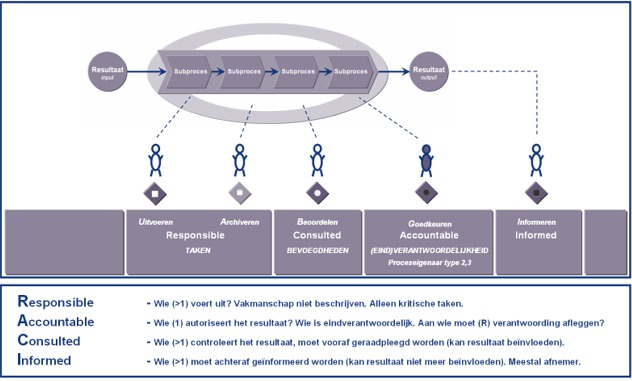 Resultaat
input
Subproces
Subproces
Subproces
Subproces
Resultaat
output
Uitvoeren Archiveren
Responsible
TAKEN
Beoordelen
Consulted
BEVOEGDHEDEN
Goedkeuren
Accountable
(EIND)VERANTWOORDELIJKHEID
Proceseigenaar type 2,3
Informeren
Informed
Responsible - Wie (>1) voert uit? Vakmanschap niet beschrijven. Alleen kritische taken.
Accountable - Wie (1) autoriseert het resultaat? Wie is eindverantwoordelijk. Aan wie moet (R) verantwoording afleggen?
Consulted - Wie (>1) controleert het resultaat, moet vooraf geraadpleegd worden (kan resultaat beïnvloeden).
Informed - Wie (>1) moet achteraf geïnformeerd worden (kan resultaat niet meer beïnvloeden). Meestal afnemer.